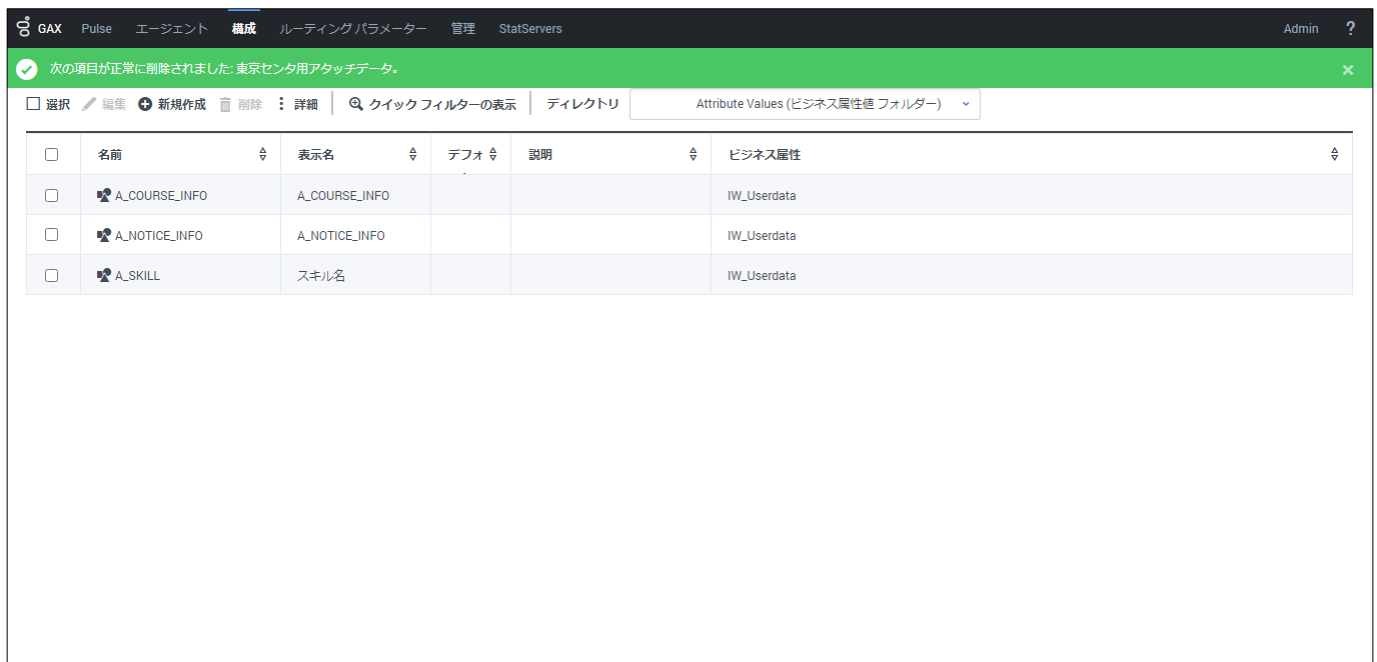 GAX Pulse エージェント 構成 ルーティング パラメーター 管理 StatServers Admin ?
次の項目が正常に削除されました: 東京センタ用アタッチデータ。 ×
選択 編集 新規作成 削除 詳細 クイック フィルターの表示 ディレクトリ Attribute Values (ビジネス属性値 フォルダー)
名前 表示名 デフォ 説明 ビジネス属性
A_COURSE_INFO A_COURSE_INFO IW_Userdata
A_NOTICE_INFO A_NOTICE_INFO IW_Userdata
A_SKILL スキル名 IW_Userdata